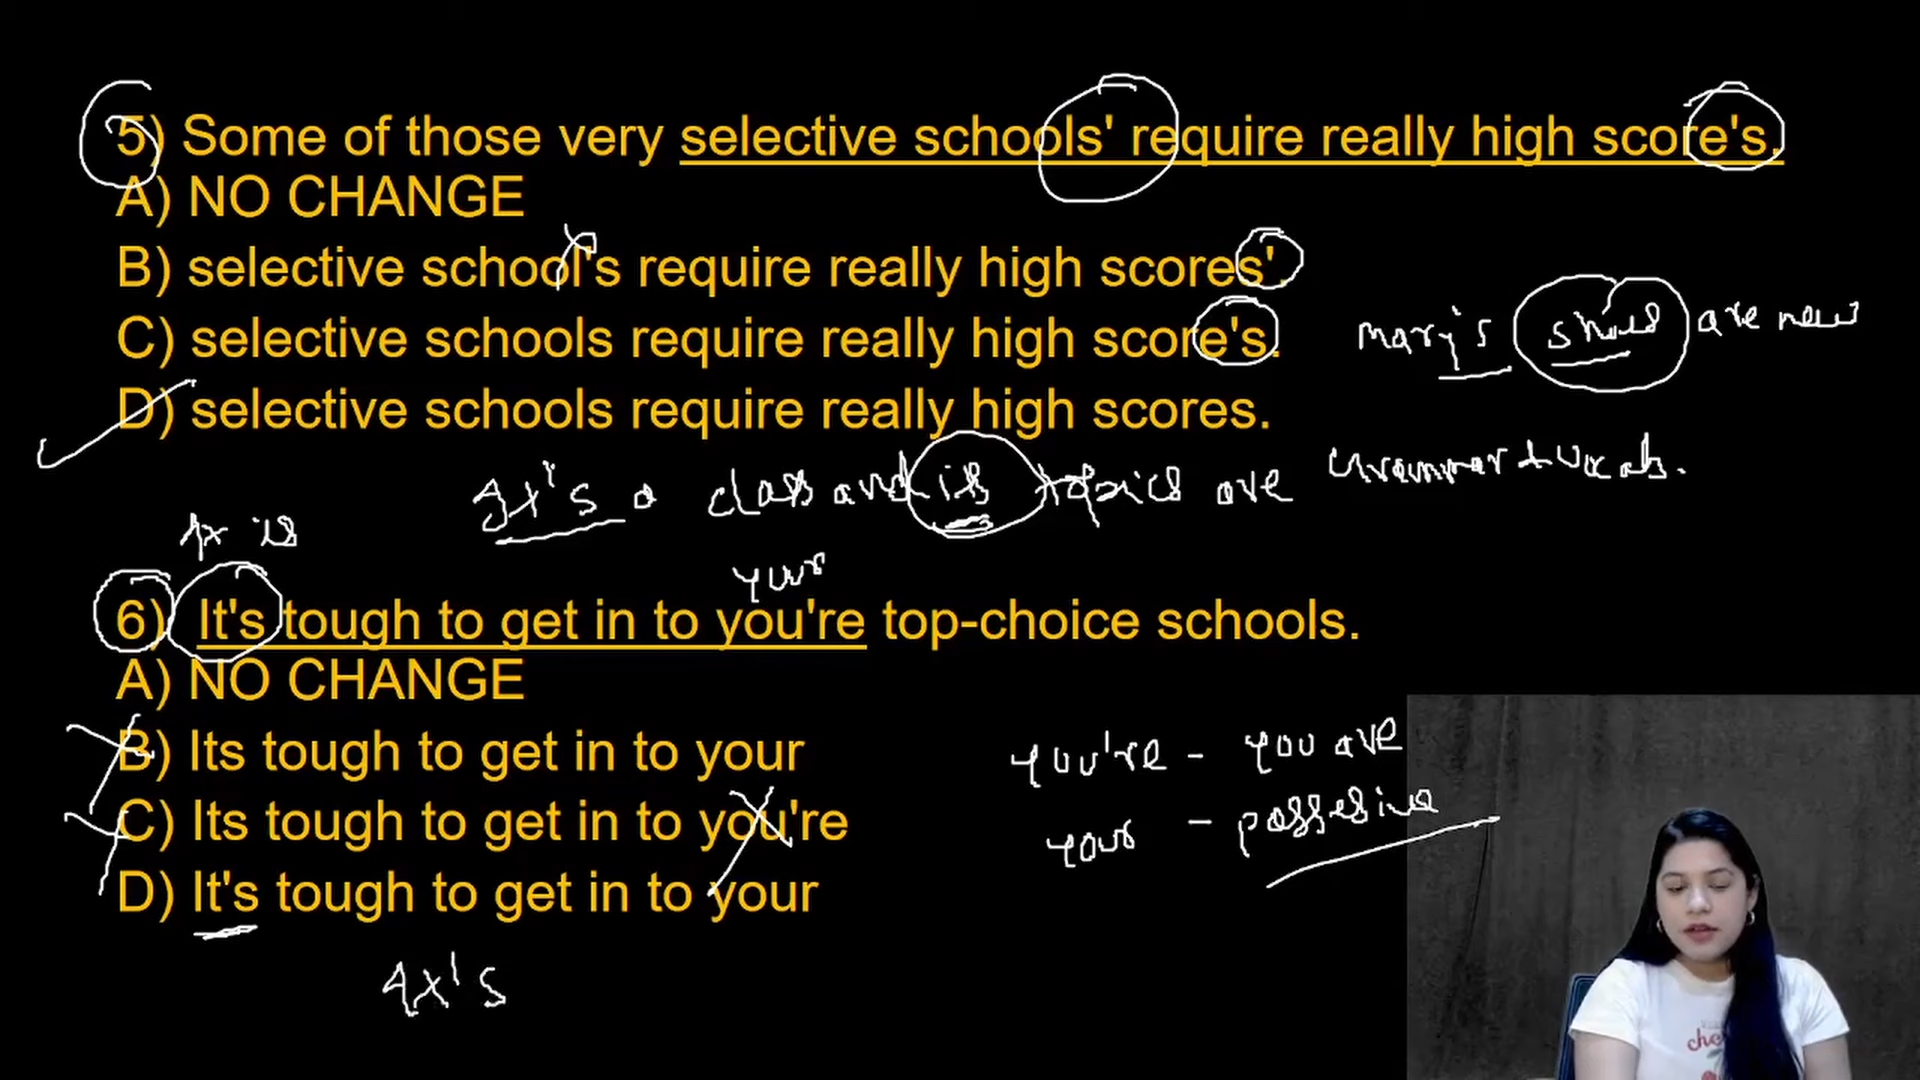 5) Some of those very selective schools' require really high score's.
A) NO CHANGE
B) selective school's require really high scores'.
C) selective schools require really high score's.
Mary's shoes are new
D) selective schools require really high scores.
It's a class and its topics are Grammar + Vocab.
It is
your
6) It's tough to get in to you're top-choice schools.
A) NO CHANGE
B) Its tough to get in to your
you're - you are
C) Its tough to get in to you're
your - possesive
D) It's tough to get in to your
It's